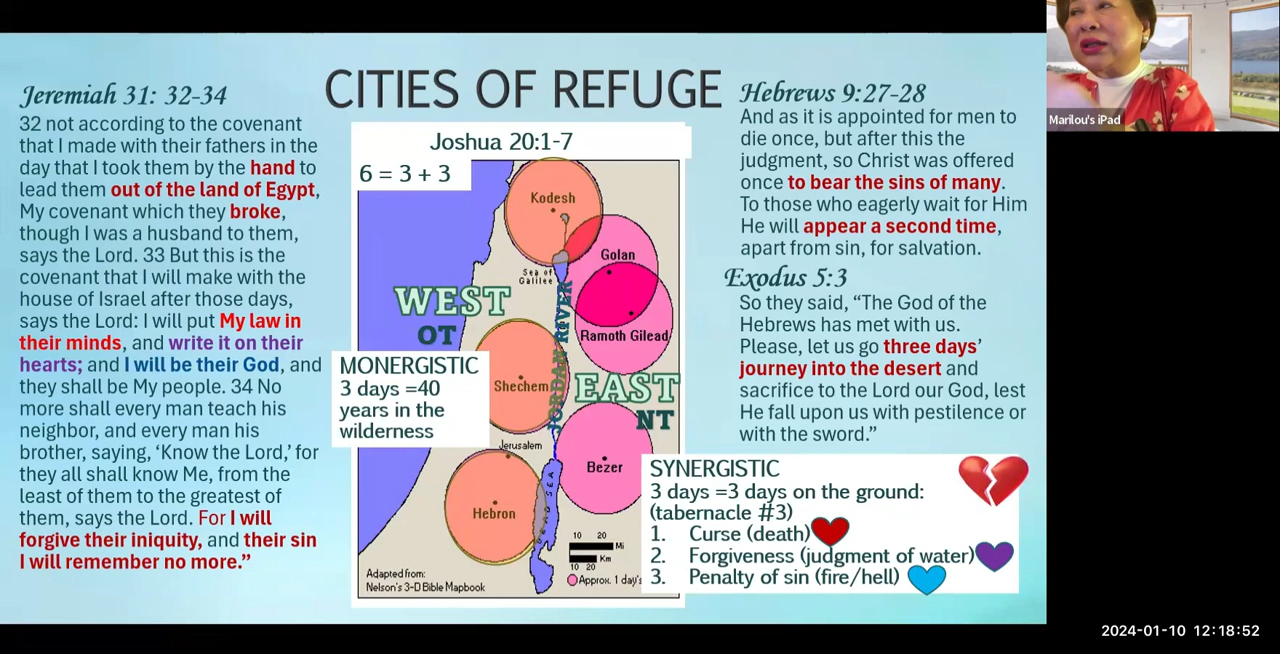 Jeremiah 31: 32-34
32 not according to the covenant
that I made with their fathers in the
day that I took them by the hand to
lead them out of the land of Egypt,
My covenant which they broke,
though I was a husband to them,
says the Lord. 33 But this is the
covenant that I will make with the
house of Israel after those days,
says the Lord: I will put My law in
their minds, and write it on their
hearts; and I will be their God, and
they shall be My people. 34 No
more shall every man teach his
neighbor, and every man his
brother, saying, ‘Know the Lord,’ for
they all shall know Me, from the
least of them to the greatest of
them, says the Lord. For I will
forgive their iniquity, and their sin
I will remember no more.”
CITIES OF REFUGE
Joshua 20:1-7
6 = 3 + 3
Kodesh
Golan
Sea of
Galilee
WEST
OT
JORDAN RIVER
Ramoth Gilead
MONERGISTIC
3 days =40
years in the
wilderness
Shechem
EAST
NT
Jerusalem
Bezer
Hebron
DEAD SEA
10 20
Mi
Km
10 20
Approx. 1 day's
Adapted from:
Nelson's 3-D Bible Mapbook
Hebrews 9:27-28
And as it is appointed for men to
die once, but after this the
judgment, so Christ was offered
once to bear the sins of many.
To those who eagerly wait for Him
He will appear a second time,
apart from sin, for salvation.
Exodus 5:3
So they said, “The God of the
Hebrews has met with us.
Please, let us go three days’
journey into the desert and
sacrifice to the Lord our God, lest
He fall upon us with pestilence or
with the sword.”
SYNERGISTIC
3 days =3 days on the ground:
(tabernacle #3)
1. Curse (death)
2. Forgiveness (judgment of water)
3. Penalty of sin (fire/hell)
Marilou's iPad
2024-01-10 12:18:52